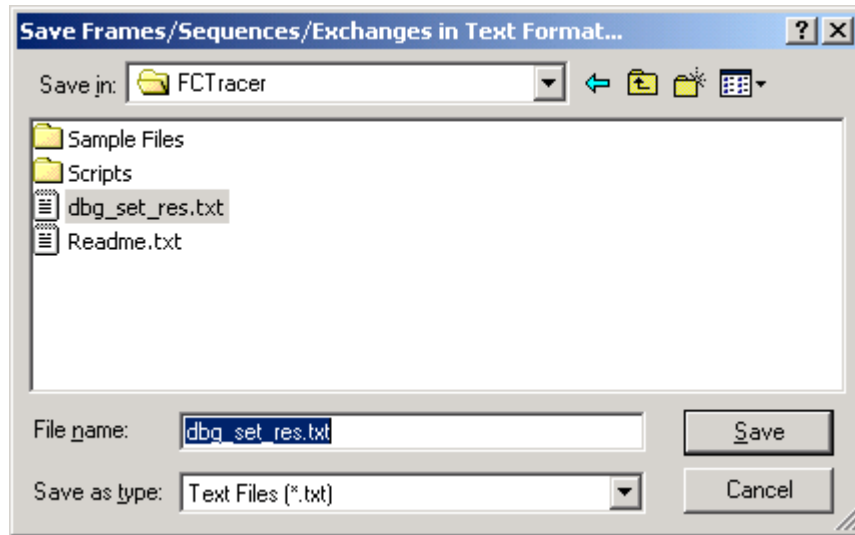 Save Frames/Sequences/Exchanges in Text Format...
Save in: FCTracer
Sample Files
Scripts
dbg_set_res.txt
Readme.txt
File name: dbg_set_res.txt Save
Save as type: Text Files (*.txt) Cancel